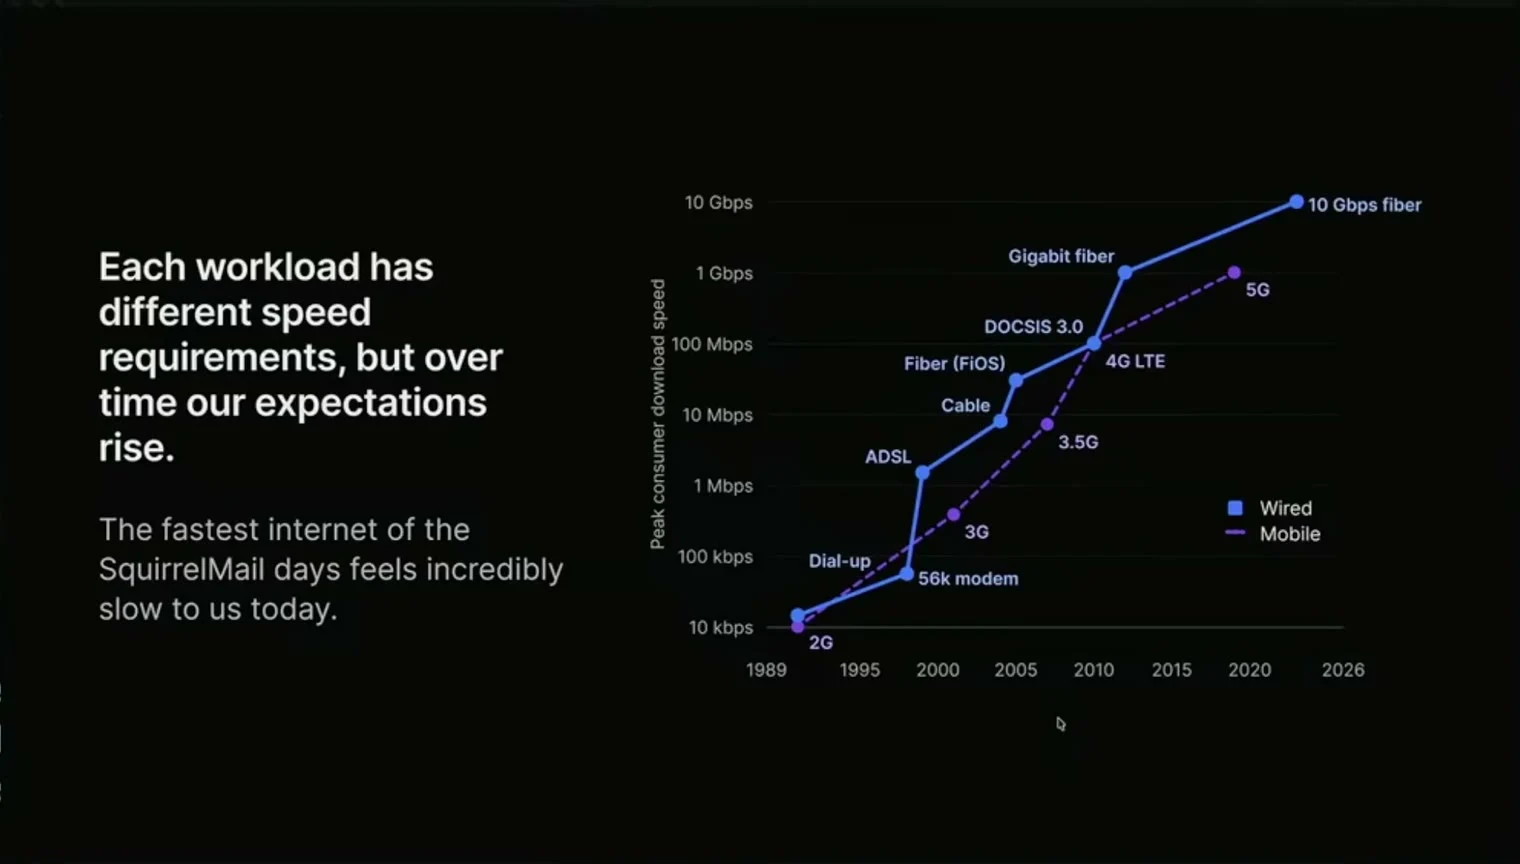 Each workload has
different speed
requirements, but over
time our expectations
rise.
The fastest internet of the
SquirrelMail days feels incredibly
slow to us today.
Peak consumer download speed
10 Gbps
1 Gbps
100 Mbps
10 Mbps
1 Mbps
100 kbps
10 kbps
10 Gbps fiber
Gigabit fiber
5G
DOCSIS 3.0
4G LTE
Fiber (FiOS)
Cable
3.5G
ADSL
3G
Dial-up
56k modem
2G
Wired
Mobile
1989 1995 2000 2005 2010 2015 2020 2026